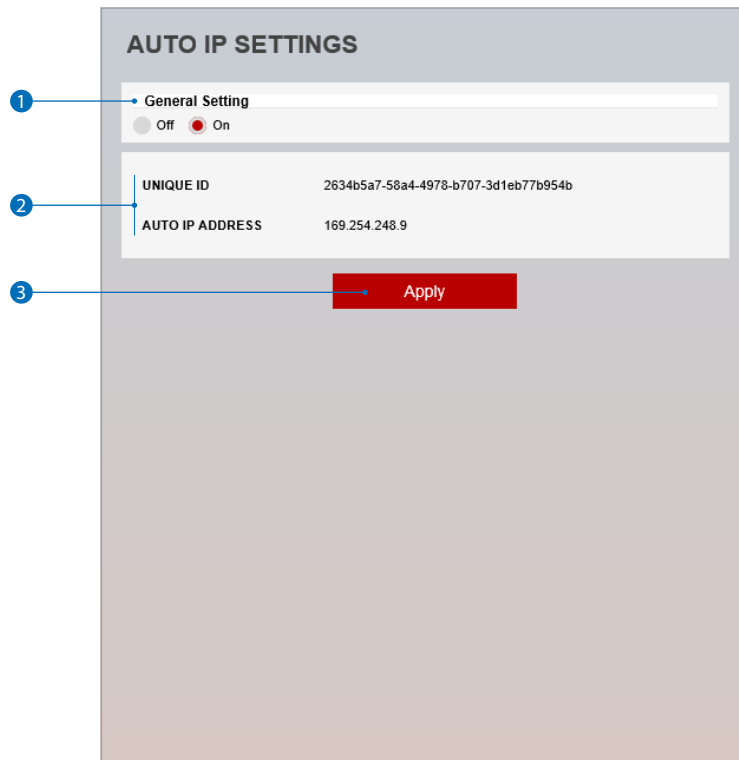 AUTO IP SETTINGS
1
General Setting
Off On
2
UNIQUE ID 2634b5a7-58a4-4978-b707-3d1eb77b954b
AUTO IP ADDRESS 169.254.248.9
3
Apply